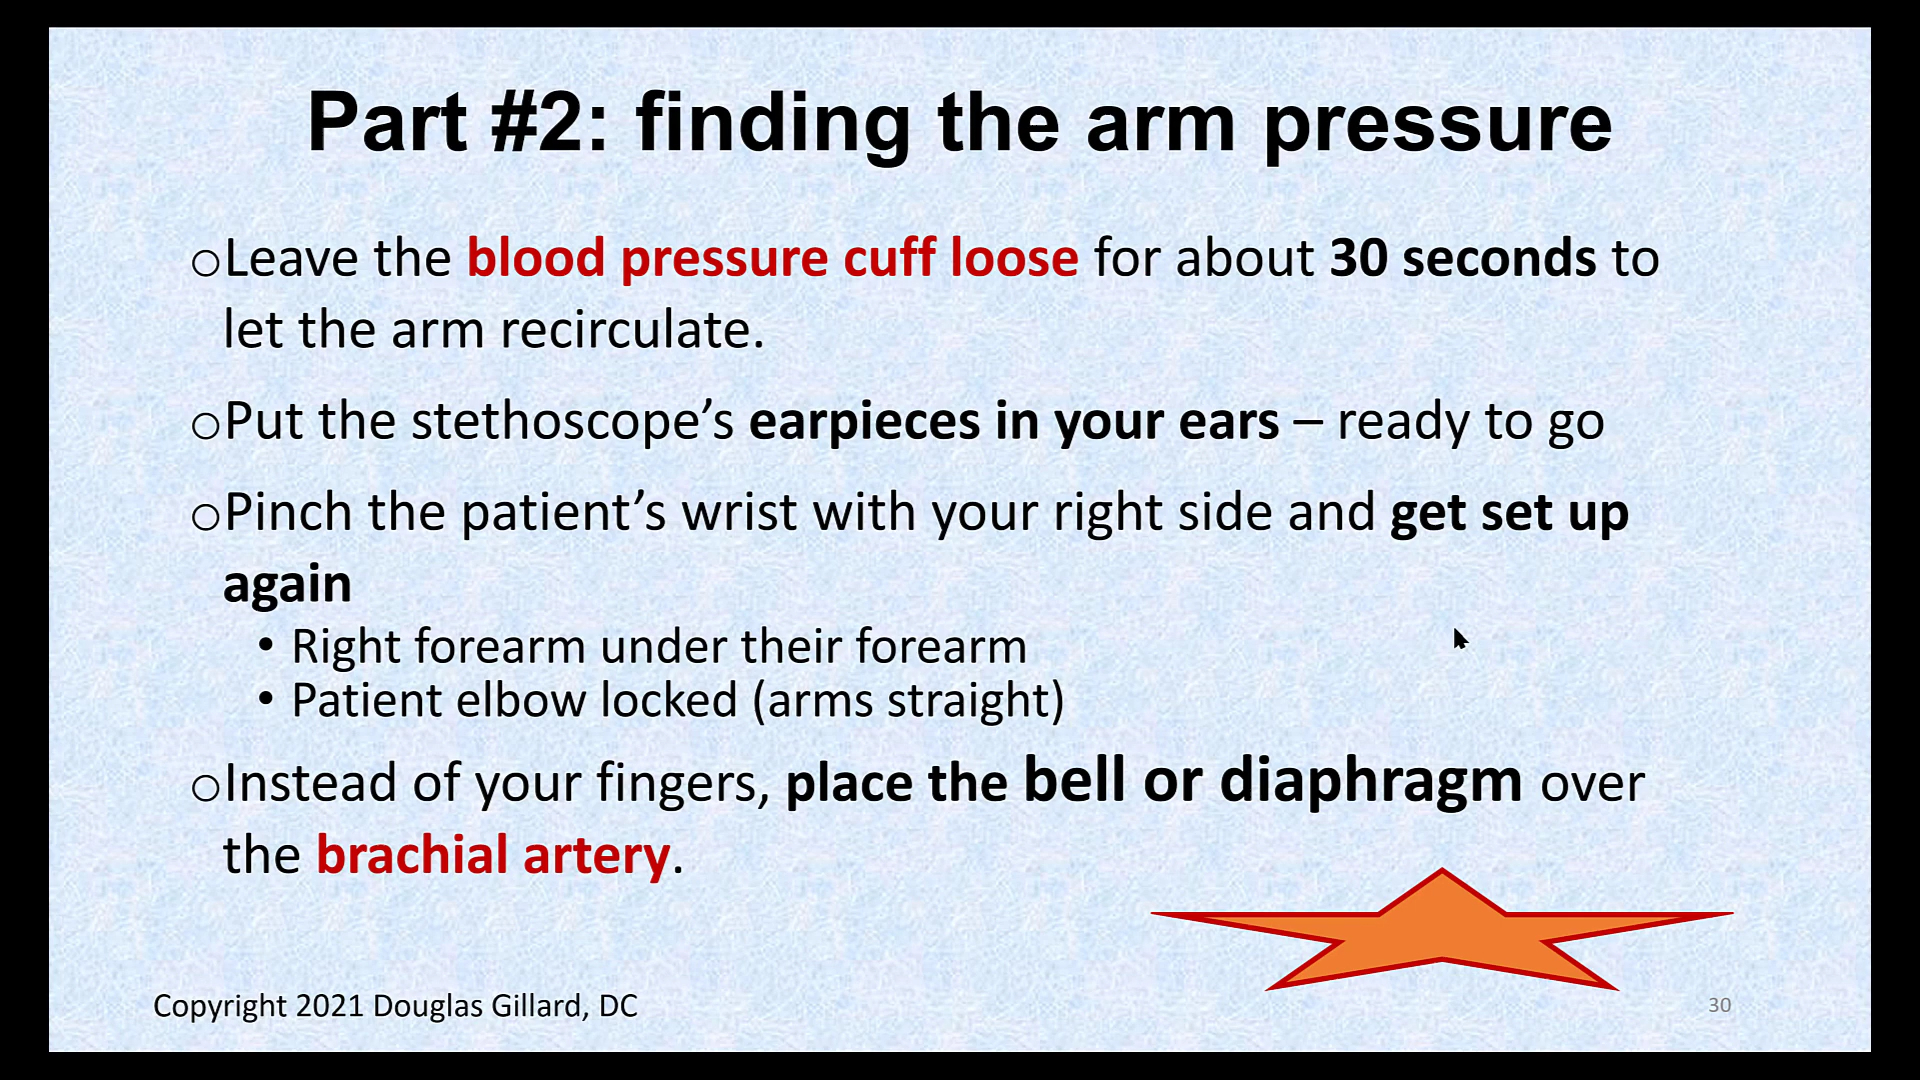 Part #2: finding the arm pressure
oLeave the blood pressure cuff loose for about 30 seconds to
let the arm recirculate.
oPut the stethoscope’s earpieces in your ears – ready to go
oPinch the patient’s wrist with your right side and get set up
again
• Right forearm under their forearm
• Patient elbow locked (arms straight)
oInstead of your fingers, place the bell or diaphragm over
the brachial artery.
Copyright 2021 Douglas Gillard, DC
30